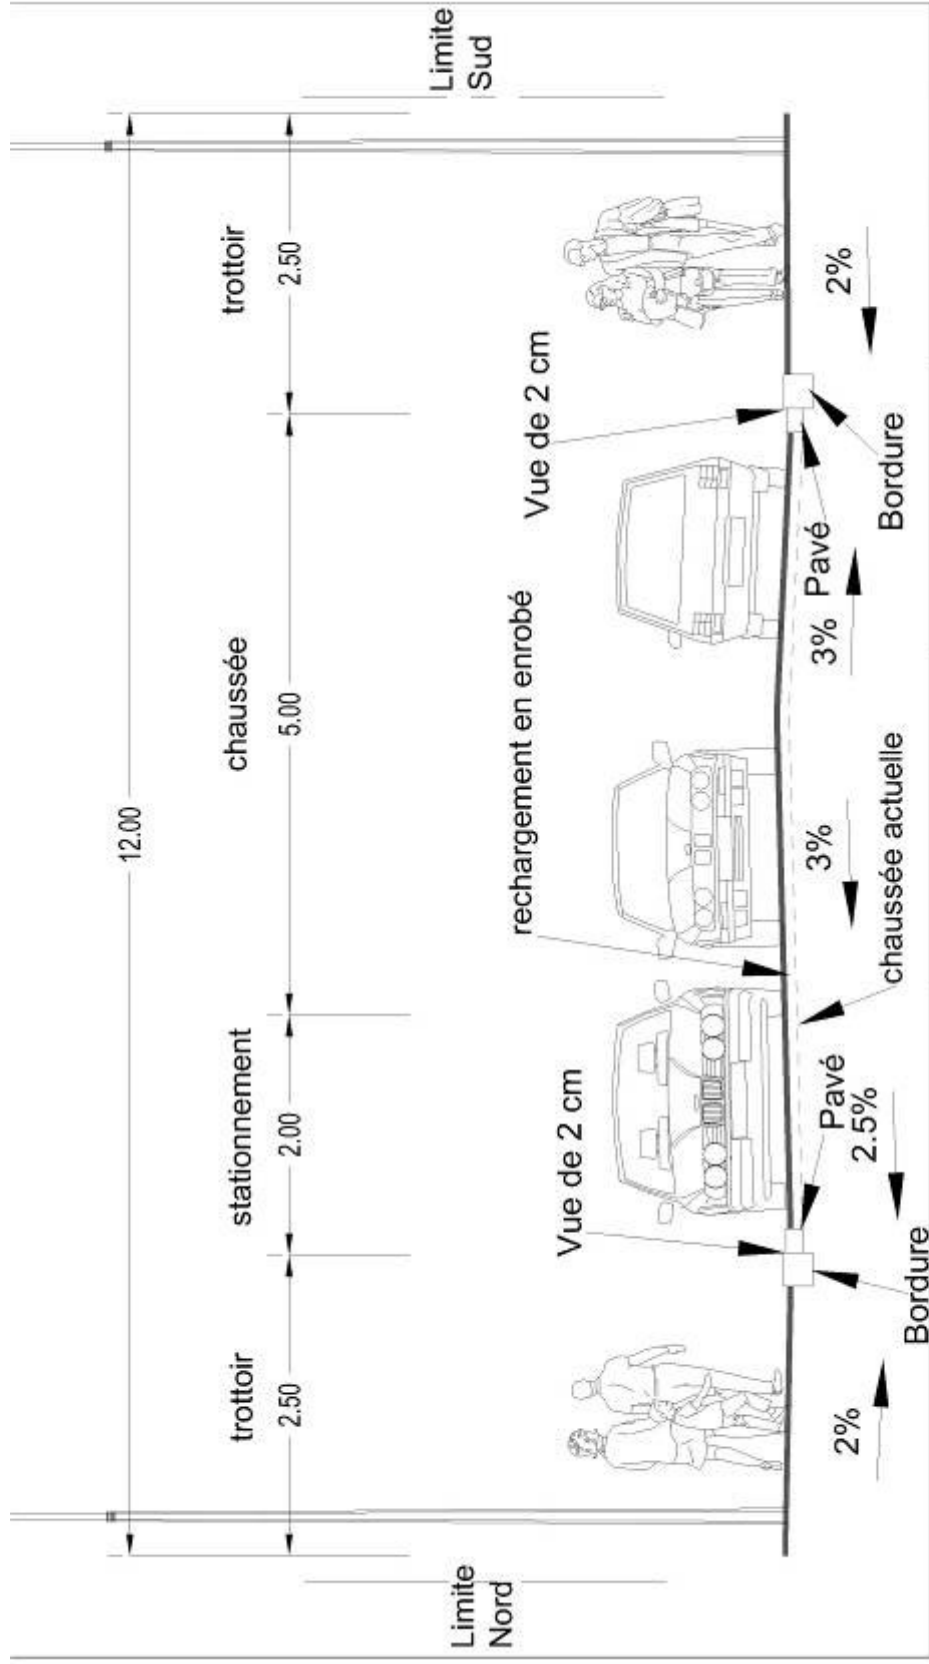 12.00
trottoir
stationnement
chaussée
trottoir
2.50
2.00
5.00
2.50
Limite
Nord
Limite
Sud
Vue de 2 cm
rechargement en enrobé
Vue de 2 cm
2%
Bordure
Pavé
2.5%
chaussée actuelle
3%
3%
Pavé
Bordure
2%